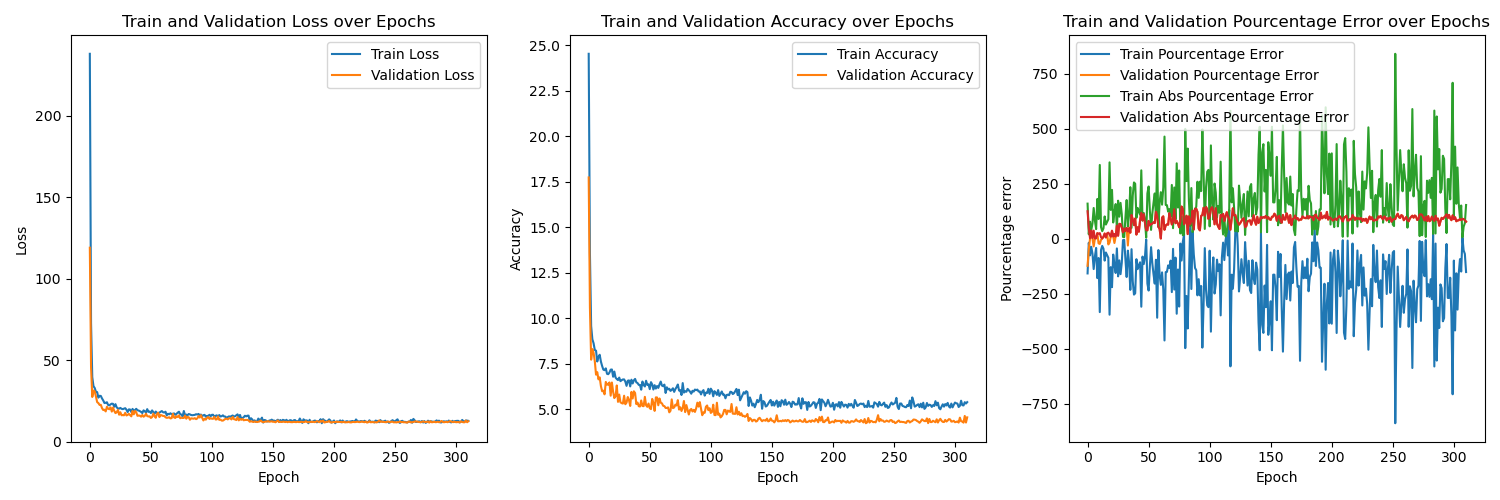 Train and Validation Loss over Epochs
Train Loss
Validation Loss
Loss
200
150
100
50
0
0 50 100 150 200 250 300
Epoch
Train and Validation Accuracy over Epochs
Train Accuracy
Validation Accuracy
Accuracy
25.0
22.5
20.0
17.5
15.0
12.5
10.0
7.5
5.0
0 50 100 150 200 250 300
Epoch
Train and Validation Pourcentage Error over Epochs
Train Pourcentage Error
Validation Pourcentage Error
Train Abs Pourcentage Error
Validation Abs Pourcentage Error
Pourcentage error
750
500
250
0
−250
−500
−750
0 50 100 150 200 250 300
Epoch